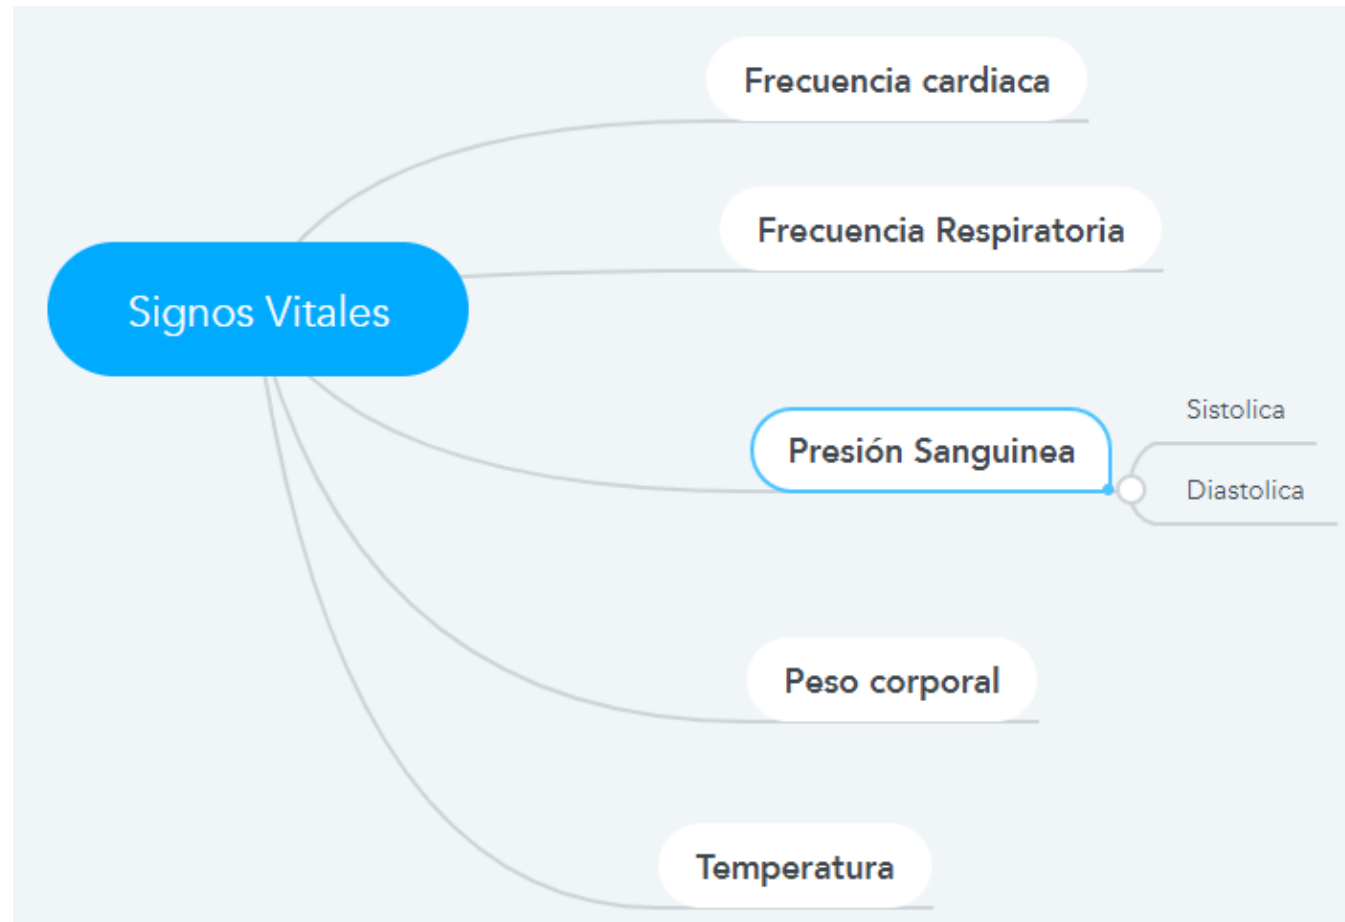 Signos Vitales
Frecuencia cardiaca
Frecuencia Respiratoria
Presión Sanguinea
Sistolica
Diastolica
Peso corporal
Temperatura